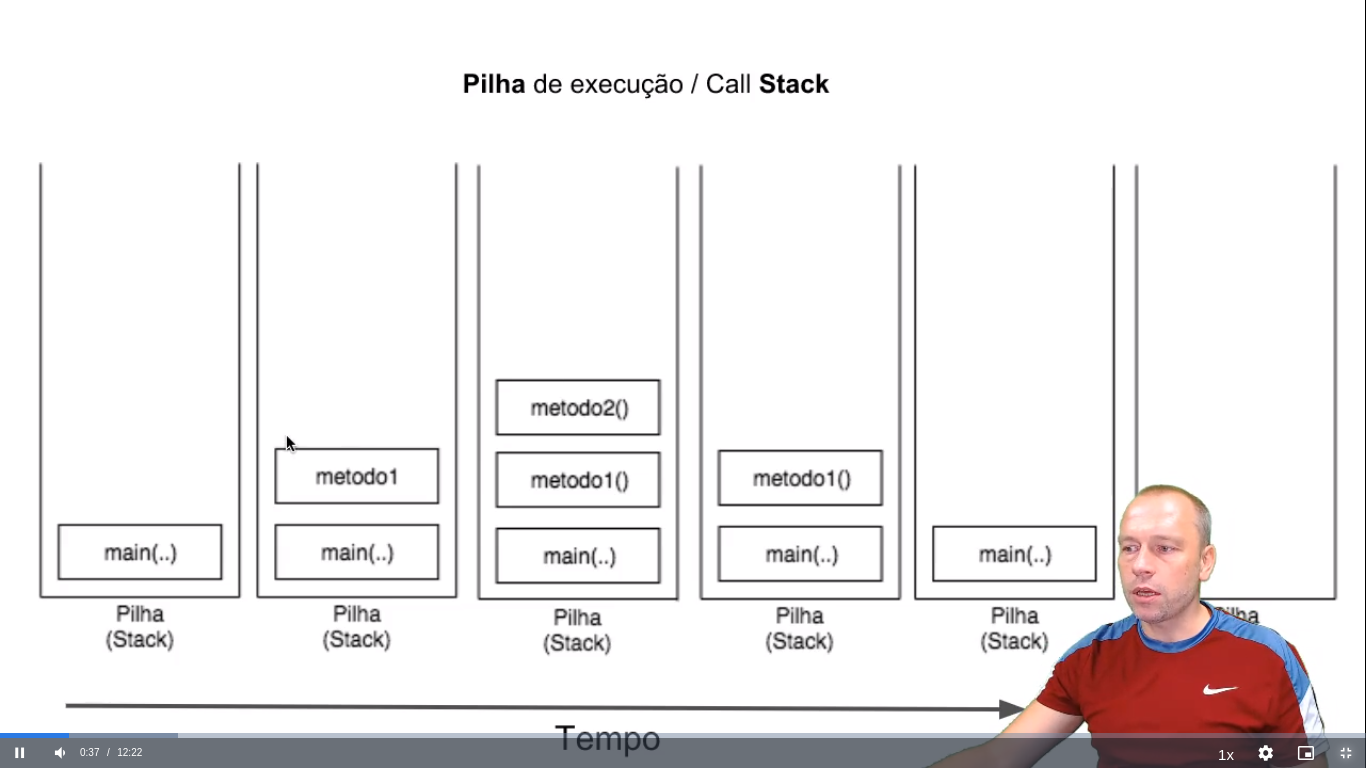 Pilha de execução / Call Stack
metodo2()
metodo1
metodo1()
metodo1()
main(..)
main(..)
main(..)
main(..)
main(..)
Pilha
(Stack)
Pilha
(Stack)
Pilha
(Stack)
Pilha
(Stack)
Pilha
(Stack)
Pilha
Tempo
0:37 / 12:22
1x